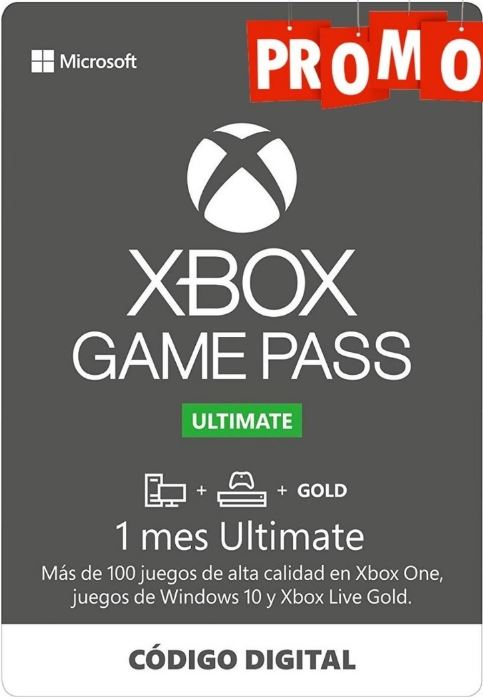 Microsoft
PROMO
XBOX
GAME PASS
ULTIMATE
+ + GOLD
1 mes Ultimate
Más de 100 juegos de alta calidad en Xbox One,
juegos de Windows 10 y Xbox Live Gold.
CÓDIGO DIGITAL